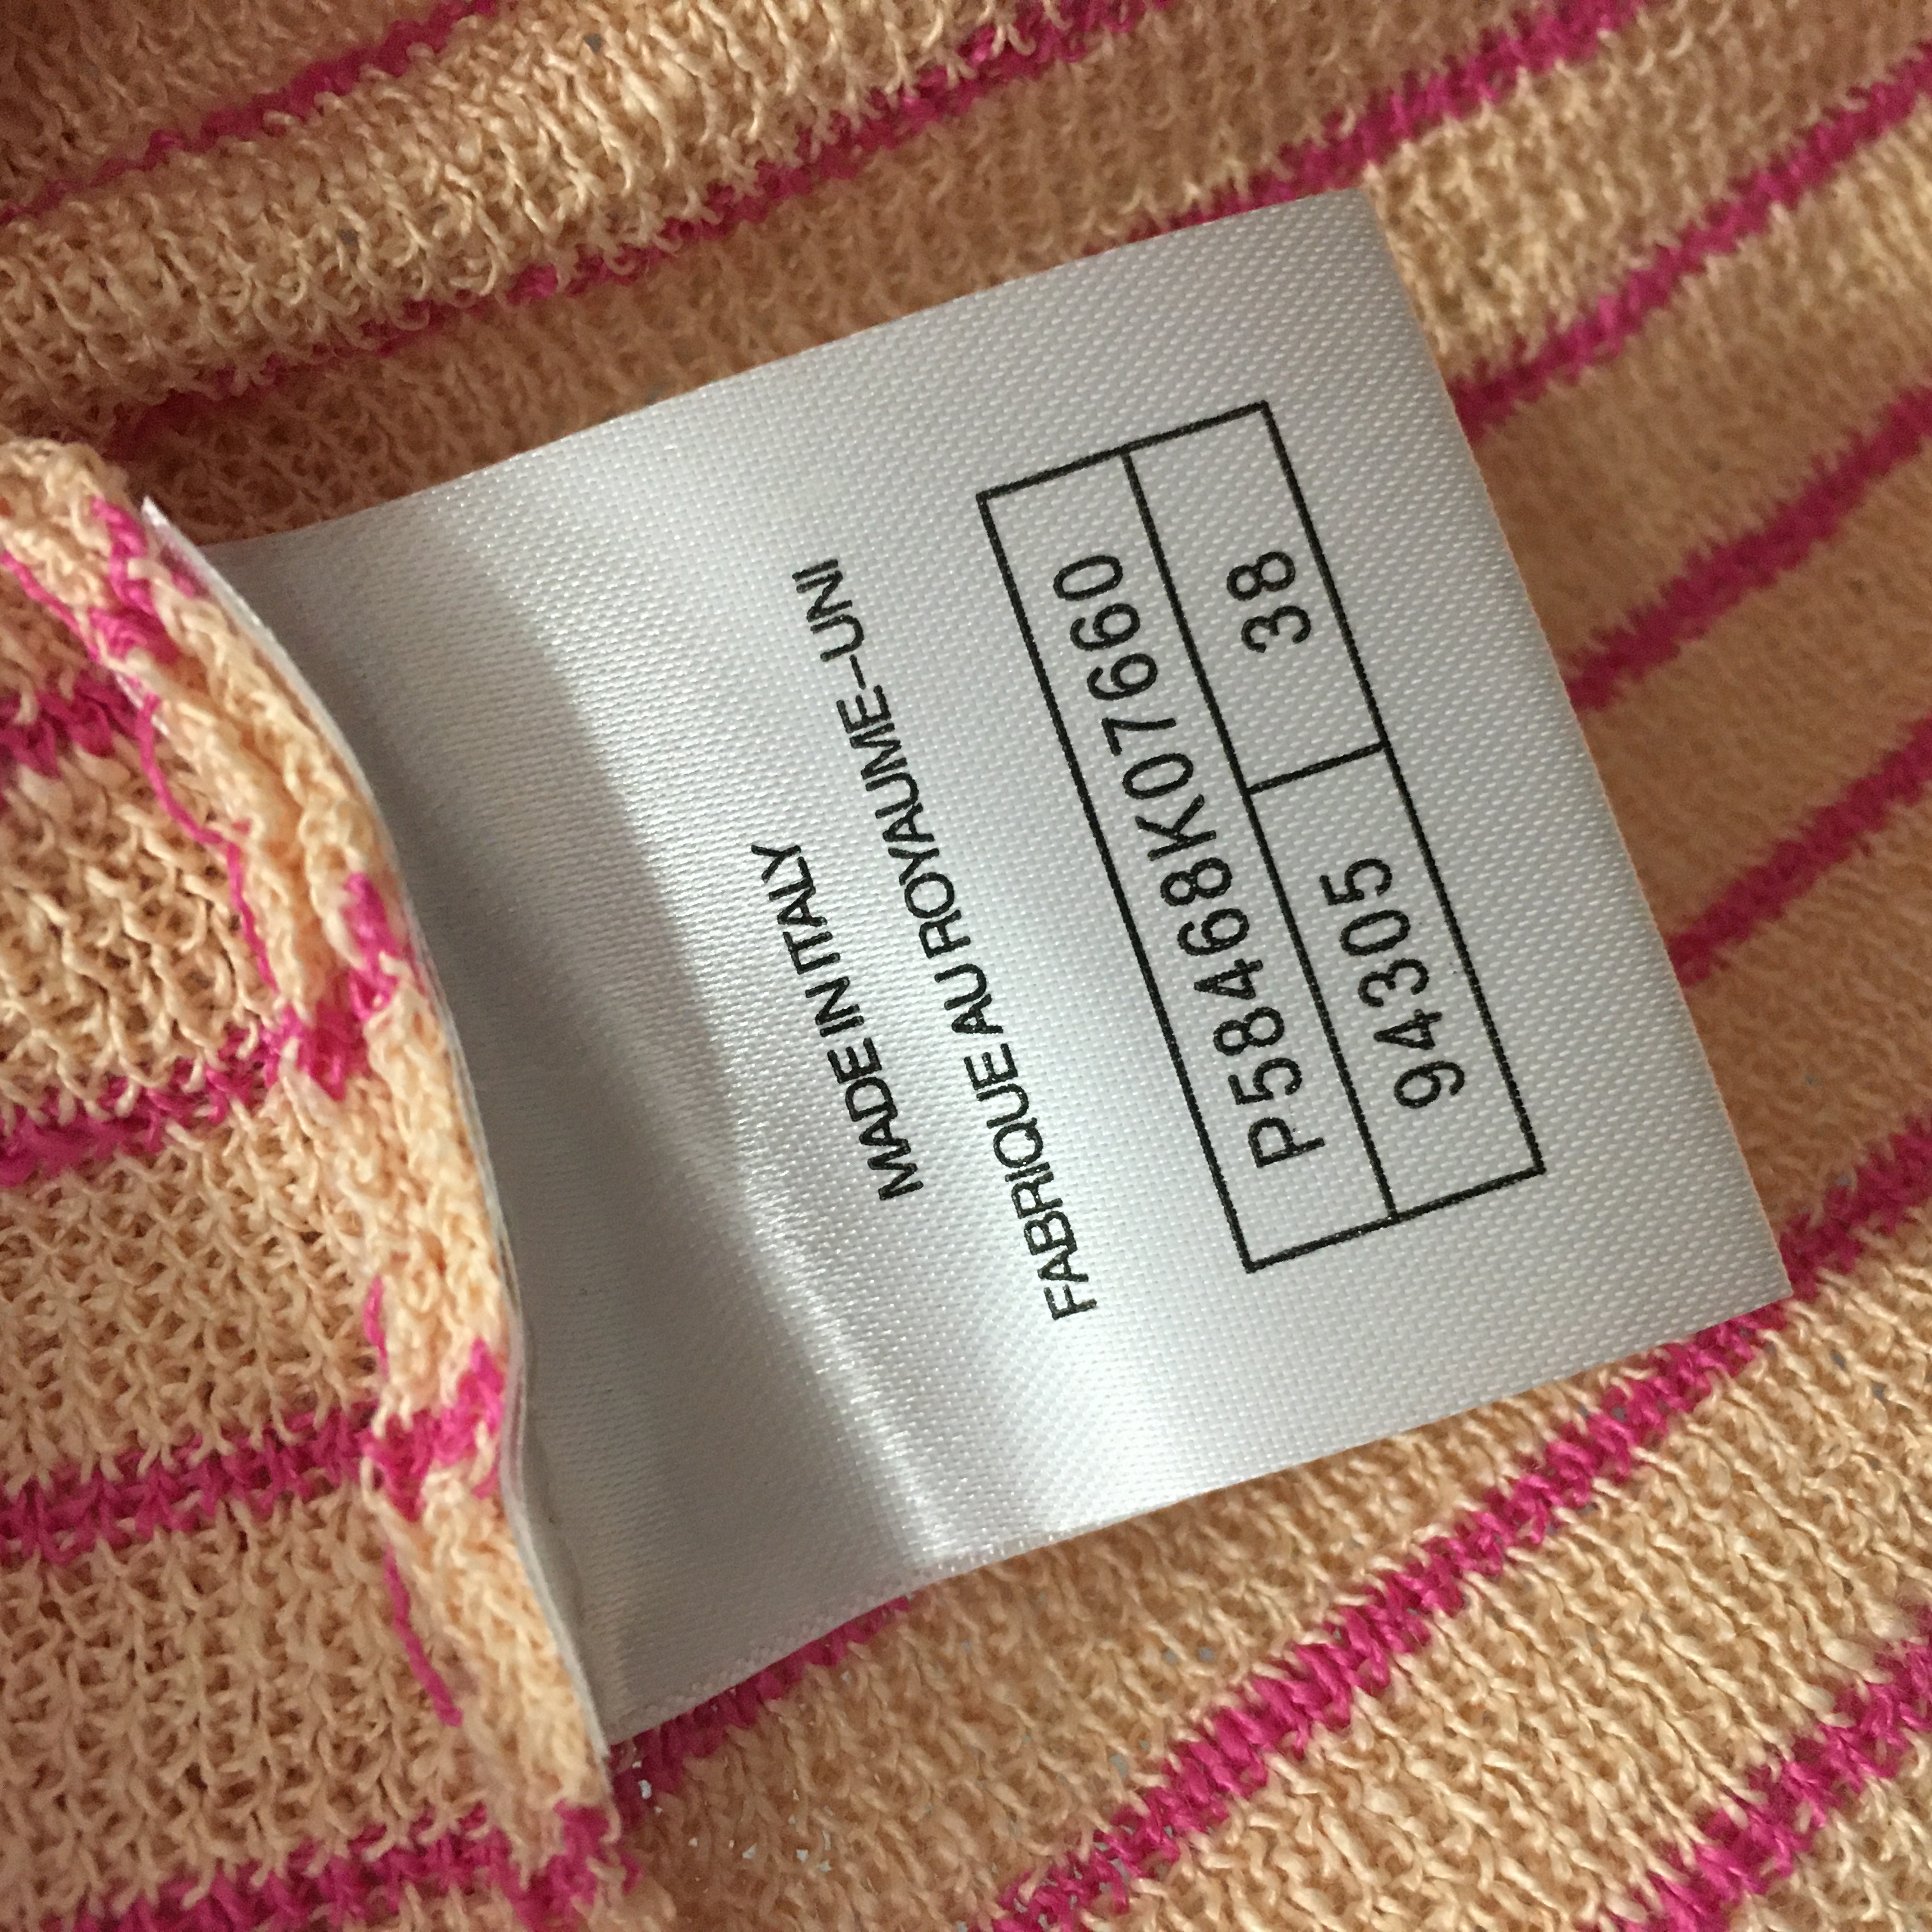 MADE IN ITALY
FABRIQUE AU ROYAUME-UNI
P58468K07660
94305 38